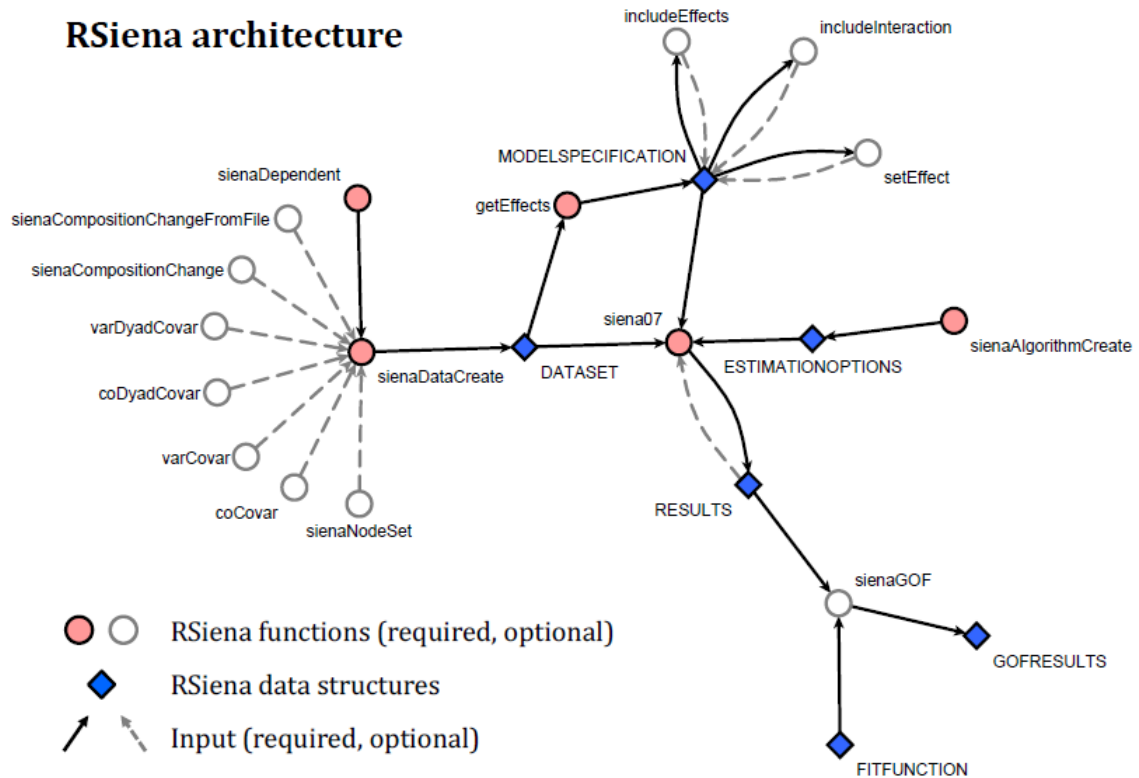 RSiena architecture
includeEffects
includeInteraction
MODELSPECIFICATION
setEffect
sienaDependent
getEffects
sienaCompositionChangeFromFile
sienaCompositionChange
varDyadCovar
siena07
sienaAlgorithmCreate
sienaDataCreate
DATASET
ESTIMATIONOPTIONS
coDyadCovar
varCovar
coCovar
sienaNodeSet
RESULTS
sienaGOF
RSiena functions (required, optional)
GOFRESULTS
RSiena data structures
Input (required, optional)
FITFUNCTION